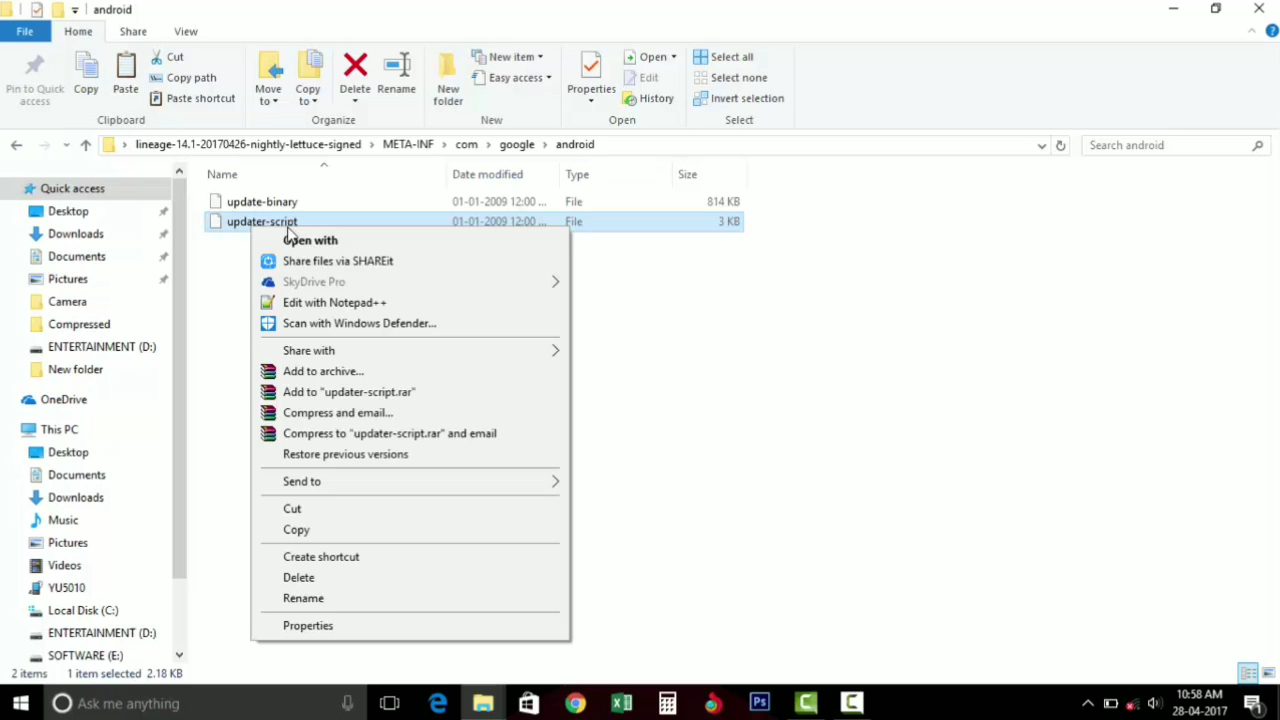 android
File
Home
Share
View
Pin to Quick access
Copy
Paste
Cut
Copy path
Paste shortcut
Clipboard
Move to
Copy to
Delete
Rename
Organize
New folder
New item
Easy access
New
Properties
Open
Edit
History
Open
Select all
Select none
Invert selection
Select
lineage-14.1-20170426-nightly-lettuce-signed > META-INF > com > google > android
Search android
Name
Date modified
Type
Size
update-binary 01-01-2009 12:00 ... File 814 KB
updater-script 01-01-2009 12:00 ... File 3 KB
Quick access
Desktop
Downloads
Documents
Pictures
Camera
Compressed
ENTERTAINMENT (D:)
New folder
OneDrive
This PC
Desktop
Documents
Downloads
Music
Pictures
Videos
YU5010
Local Disk (C:)
ENTERTAINMENT (D:)
SOFTWARE (E:)
Open with
Share files via SHAREit
SkyDrive Pro
Edit with Notepad++
Scan with Windows Defender...
Share with
Add to archive...
Add to "updater-script.rar"
Compress and email...
Compress to "updater-script.rar" and email
Restore previous versions
Send to
Cut
Copy
Create shortcut
Delete
Rename
Properties
2 items 1 item selected 2.18 KB
Ask me anything
Ps
10:58 AM
28-04-2017
1